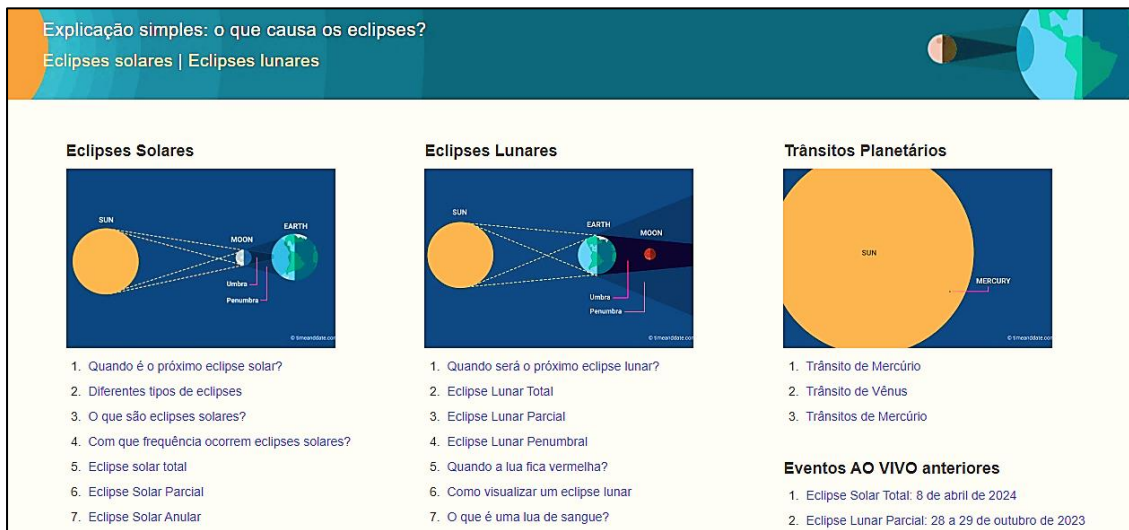 Explicação simples: o que causa os eclipses?
Eclipses solares | Eclipses lunares
Eclipses Solares
SUN
MOON
EARTH
Umbra
Penumbra
© timeanddate.com
1. Quando é o próximo eclipse solar?
2. Diferentes tipos de eclipses
3. O que são eclipses solares?
4. Com que frequência ocorrem eclipses solares?
5. Eclipse solar total
6. Eclipse Solar Parcial
7. Eclipse Solar Anular
Eclipses Lunares
SUN
EARTH
MOON
Umbra
Penumbra
© timeanddate.com
1. Quando será o próximo eclipse lunar?
2. Eclipse Lunar Total
3. Eclipse Lunar Parcial
4. Eclipse Lunar Penumbral
5. Quando a lua fica vermelha?
6. Como visualizar um eclipse lunar
7. O que é uma lua de sangue?
Trânsitos Planetários
SUN
MERCURY
© timeanddate.com
1. Trânsito de Mercúrio
2. Trânsito de Vênus
3. Trânsitos de Mercúrio
Eventos AO VIVO anteriores
1. Eclipse Solar Total: 8 de abril de 2024
2. Eclipse Lunar Parcial: 28 a 29 de outubro de 2023